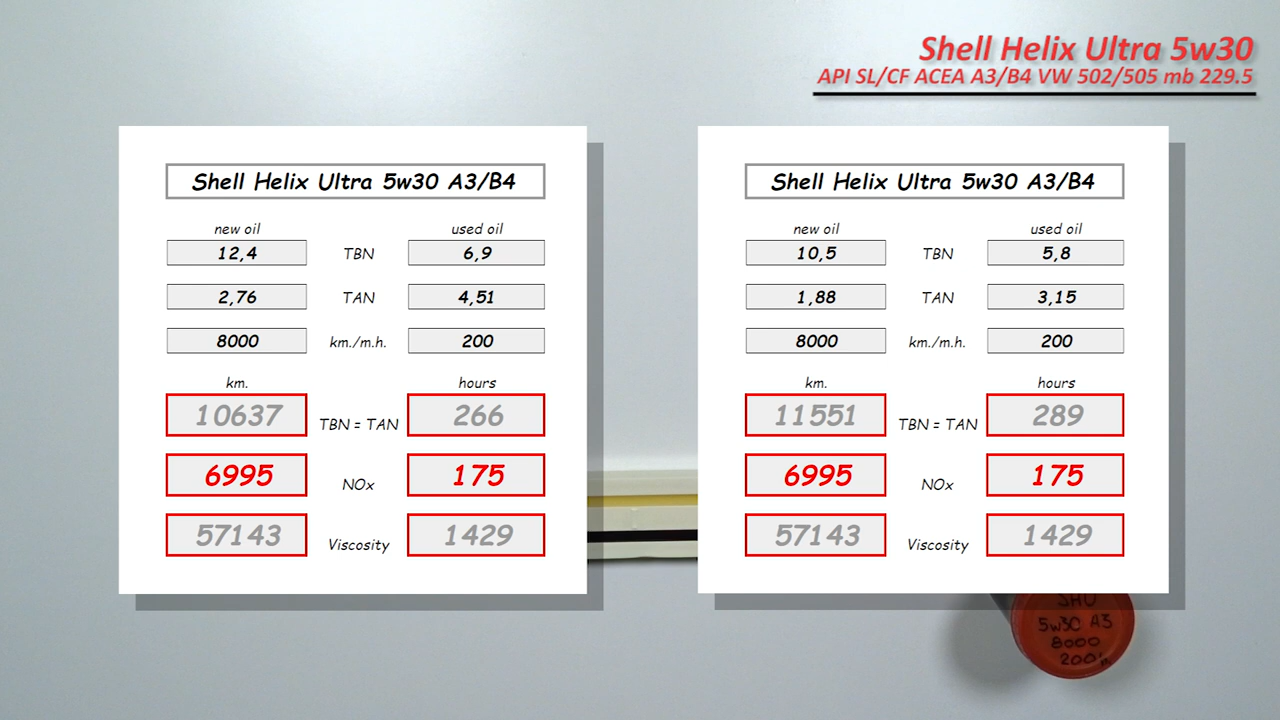 Shell Helix Ultra 5w30
API SL/CF ACEA A3/B4 VW 502/505 mb 229.5
Shell Helix Ultra 5w30 A3/B4
new oil used oil
12,4 TBN 6,9
2,76 TAN 4,51
8000 km./m.h. 200
km. hours
10637 TBN = TAN 266
6995 NOx 175
57143 Viscosity 1429
Shell Helix Ultra 5w30 A3/B4
new oil used oil
10,5 TBN 5,8
1,88 TAN 3,15
8000 km./m.h. 200
km. hours
11551 TBN = TAN 289
6995 NOx 175
57143 Viscosity 1429
SHU
5w30 A3
8000
200